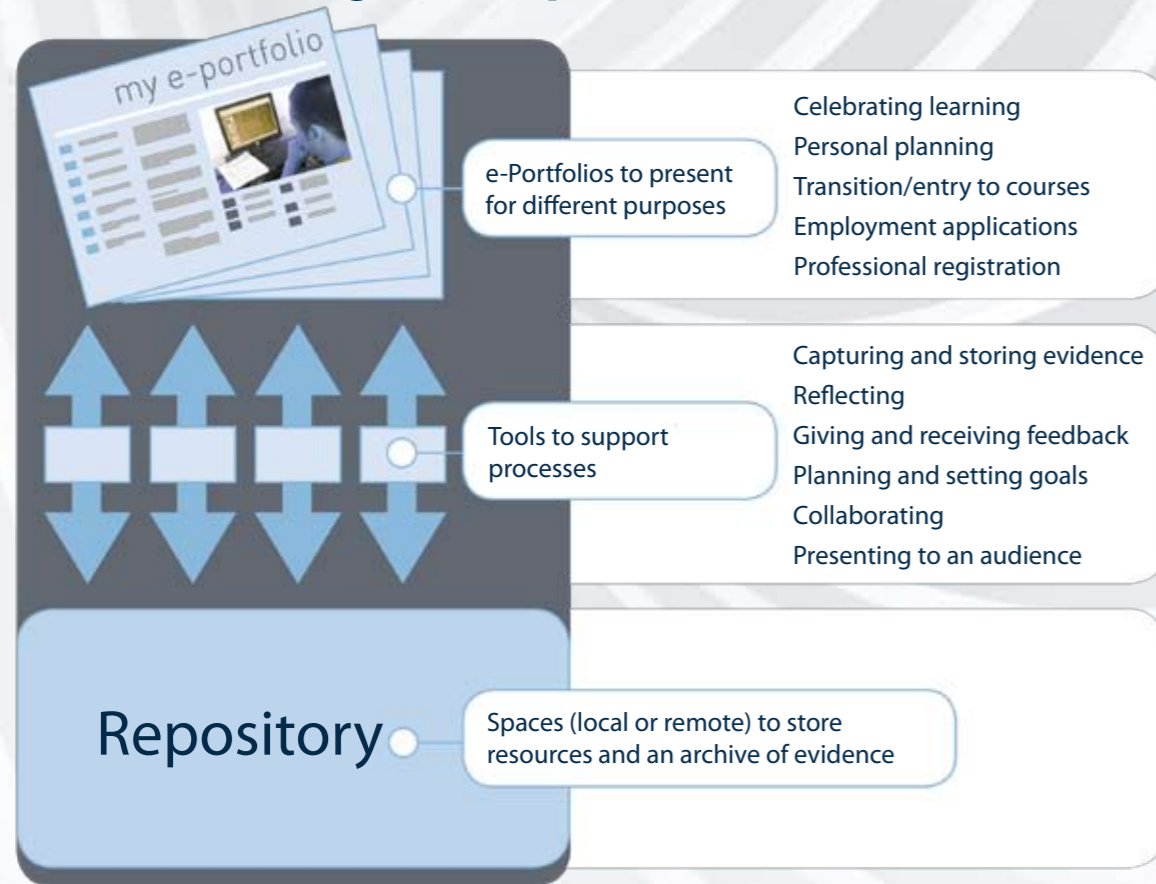 my e-portfolio
e-Portfolios to present
for different purposes
Celebrating learning
Personal planning
Transition/entry to courses
Employment applications
Professional registration
Tools to support
processes
Capturing and storing evidence
Reflecting
Giving and receiving feedback
Planning and setting goals
Collaborating
Presenting to an audience
Repository
Spaces (local or remote) to store
resources and an archive of evidence